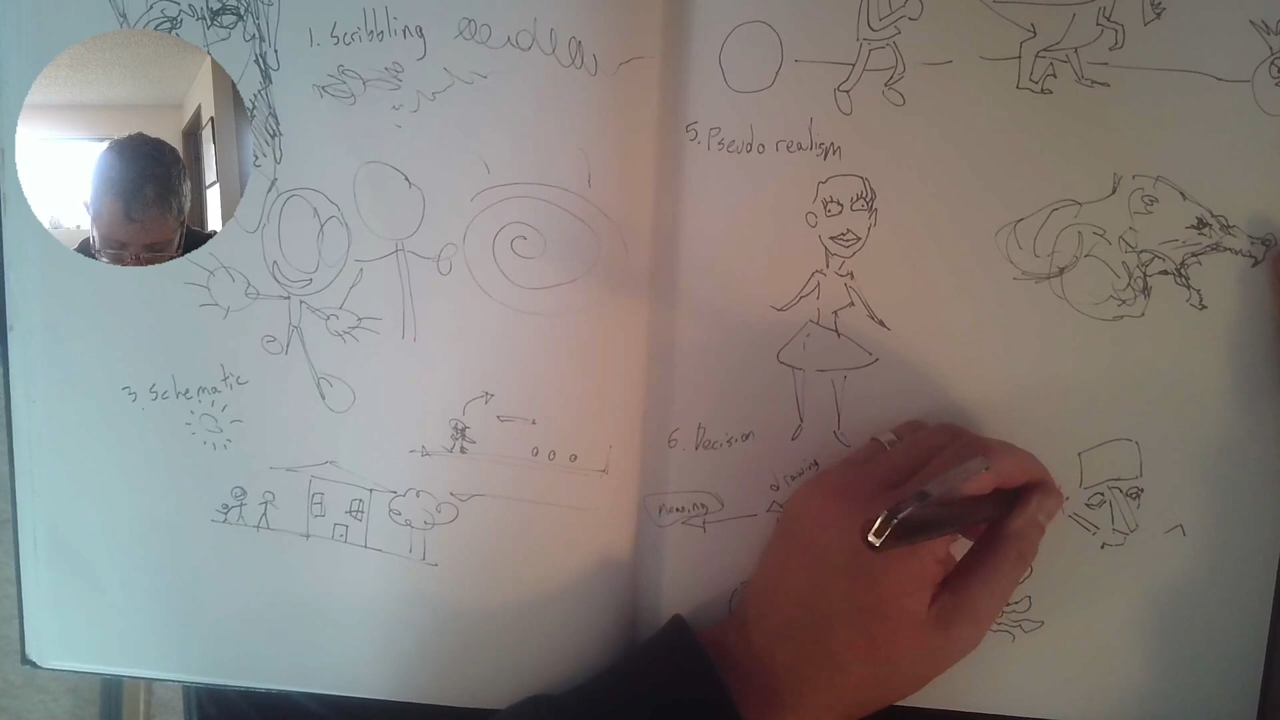 1. Scribbling
3. Schematic
5. Pseudo realism
6. Decision
drawing